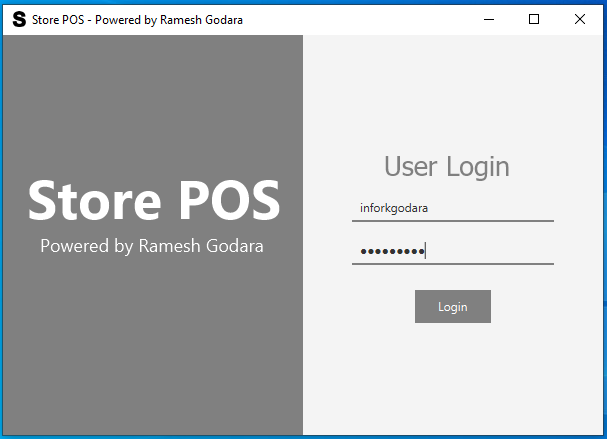 S Store POS - Powered by Ramesh Godara
Store POS
Powered by Ramesh Godara
User Login
inforkgodara
•••••••••
Login